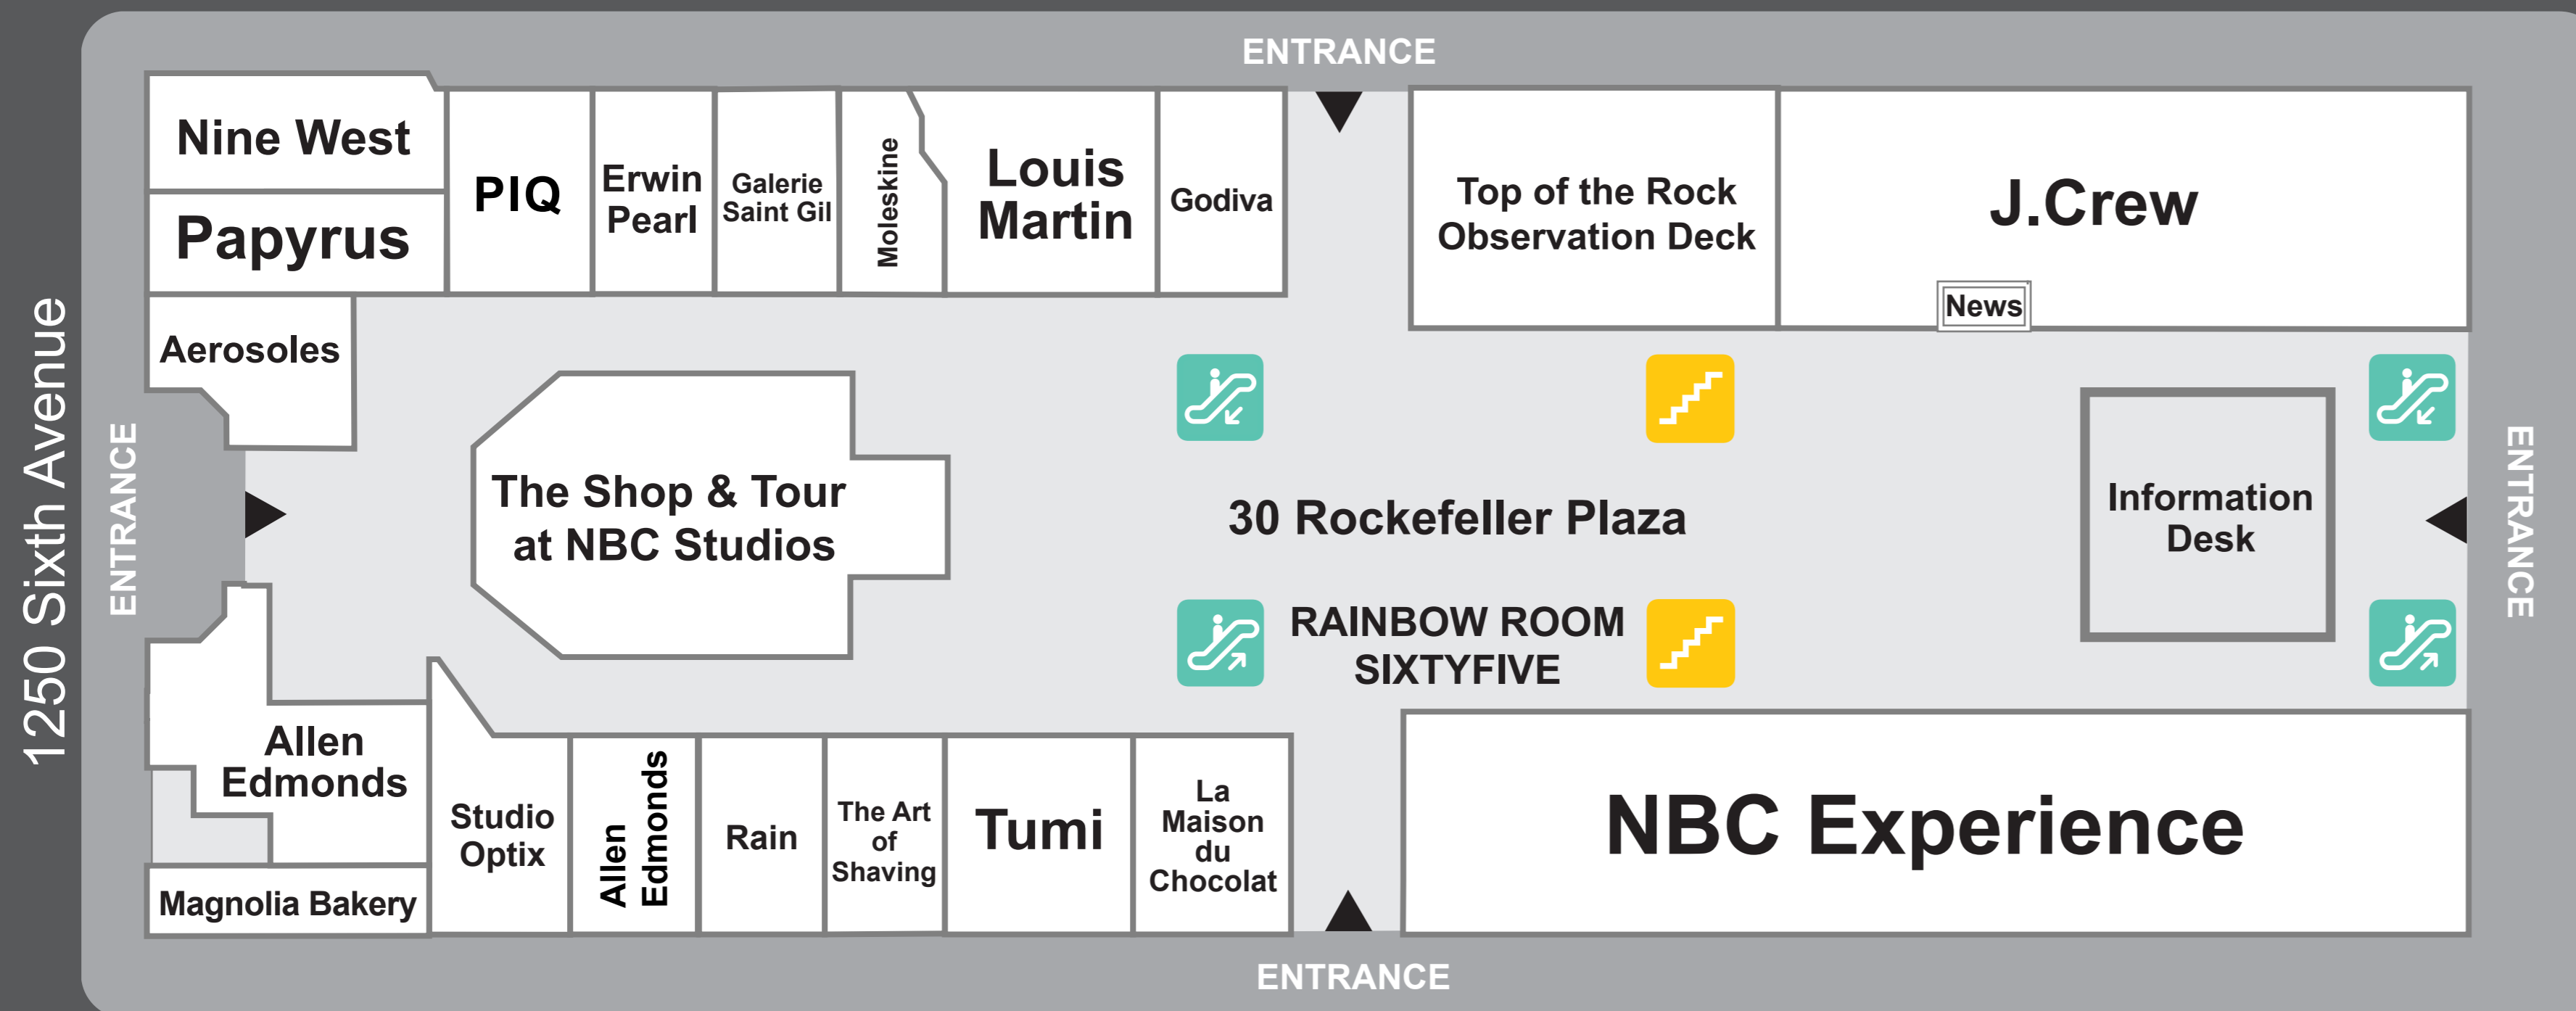 ENTRANCE
Nine West
Papyrus
PIQ
Erwin
Pearl
Galerie
Saint Gil
Moleskine
Louis
Martin
Godiva
Top of the Rock
Observation Deck
J.Crew
News
Aerosoles
1250 Sixth Avenue
ENTRANCE
The Shop & Tour
at NBC Studios
30 Rockefeller Plaza
RAINBOW ROOM
SIXTYFIVE
Information
Desk
ENTRANCE
Allen
Edmonds
Magnolia Bakery
Studio
Optix
Allen
Edmonds
Rain
The Art
of
Shaving
Tumi
La
Maison
du
Chocolat
NBC Experience
ENTRANCE